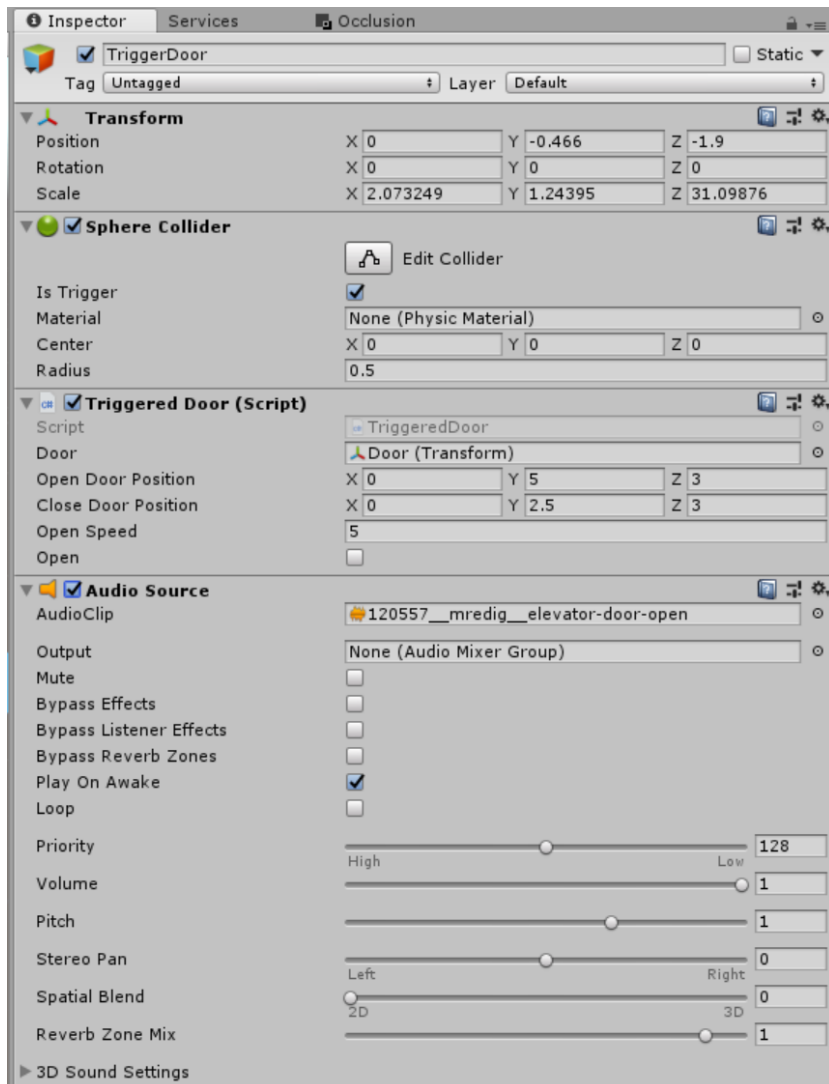 Inspector Services Occlusion
TriggerDoor Static
Tag Untagged Layer Default
Transform
Position X 0 Y -0.466 Z -1.9
Rotation X 0 Y 0 Z 0
Scale X 2.073249 Y 1.24395 Z 31.09876
Sphere Collider
Edit Collider
Is Trigger
Material None (Physic Material)
Center X 0 Y 0 Z 0
Radius 0.5
Triggered Door (Script)
Script TriggeredDoor
Door Door (Transform)
Open Door Position X 0 Y 5 Z 3
Close Door Position X 0 Y 2.5 Z 3
Open Speed 5
Open
Audio Source
AudioClip 120557__mredig__elevator-door-open
Output None (Audio Mixer Group)
Mute
Bypass Effects
Bypass Listener Effects
Bypass Reverb Zones
Play On Awake
Loop
Priority 128
High Low
Volume 1
Pitch 1
Stereo Pan 0
Left Right
Spatial Blend 0
2D 3D
Reverb Zone Mix 1
3D Sound Settings